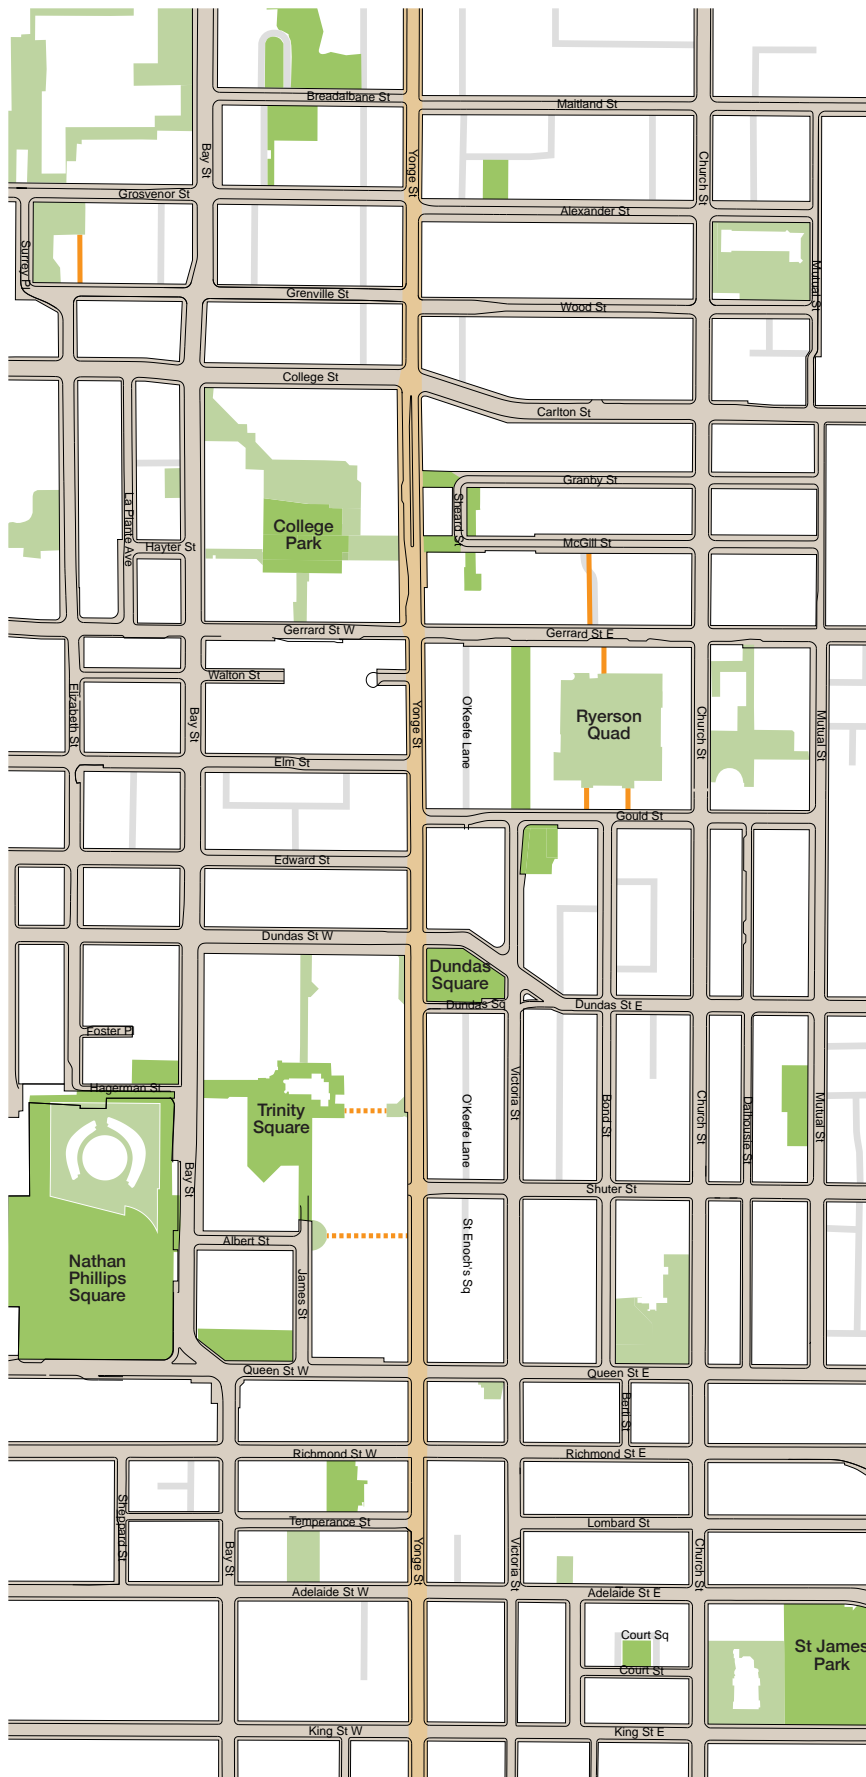 Breadalbane St
Maitland St
Bay St
Yonge St
Church St
Grosvenor St
Alexander St
Surrey Pl
Mutual St
Grenville St
Wood St
College St
Carlton St
Granby St
La Plante Ave
Sheard St
College
Park
Hayter St
McGill St
Gerrard St W
Gerrard St E
Walton St
Elizabeth St
Bay St
Yonge St
O'Keefe Lane
Ryerson
Quad
Church St
Mutual St
Elm St
Gould St
Edward St
Dundas St W
Dundas
Square
Dundas Sq
Dundas St E
Foster Pl
Hagerman St
Trinity
Square
Victoria St
O'Keefe Lane
Bond St
Church St
Dalhousie St
Mutual St
Bay St
Shuter St
Albert St
St Enoch's Sq
Nathan
Phillips
Square
James St
Queen St W
Queen St E
Berti St
Richmond St W
Richmond St E
Sheppard St
Temperance St
Lombard St
Bay St
Yonge St
Victoria St
Church St
Adelaide St W
Adelaide St E
Court Sq
St James
Park
Court St
King St W
King St E